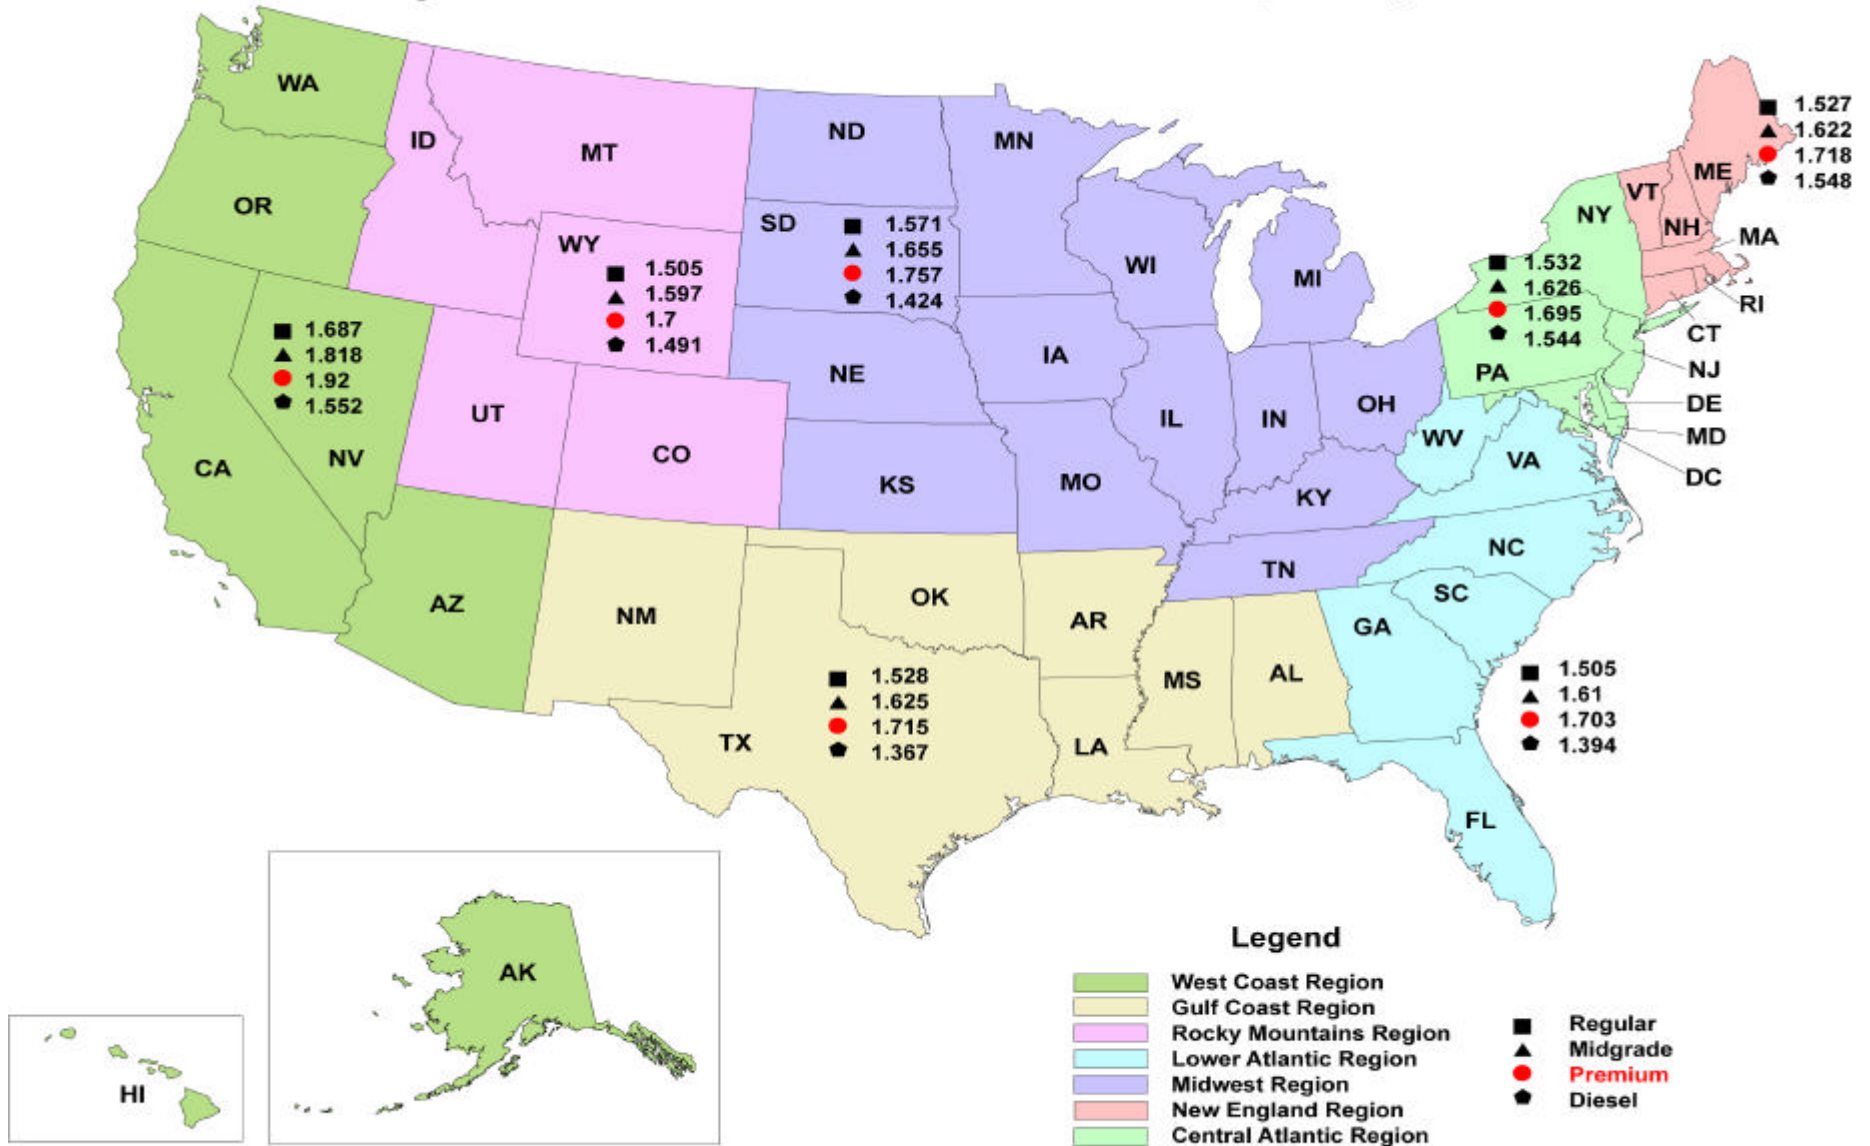 WA
OR
CA
NV
■ 1.687
▲ 1.818
● 1.92
⬟ 1.552
AZ
ID
MT
WY
■ 1.505
▲ 1.597
● 1.7
⬟ 1.491
UT
CO
ND
SD
■ 1.571
▲ 1.655
● 1.757
⬟ 1.424
NE
KS
MN
IA
MO
WI
IL
MI
IN
OH
KY
TN
NM
OK
TX
■ 1.528
▲ 1.625
● 1.715
⬟ 1.367
AR
LA
MS
AL
GA
FL
SC
NC
VA
WV
■ 1.505
▲ 1.61
● 1.703
⬟ 1.394
NY
■ 1.532
▲ 1.626
● 1.695
⬟ 1.544
PA
VT
NH
ME
■ 1.527
▲ 1.622
● 1.718
⬟ 1.548
MA
RI
CT
NJ
DE
MD
DC
AK
HI
Legend
West Coast Region
Gulf Coast Region
Rocky Mountains Region
Lower Atlantic Region
Midwest Region
New England Region
Central Atlantic Region
■ Regular
▲ Midgrade
● Premium
⬟ Diesel